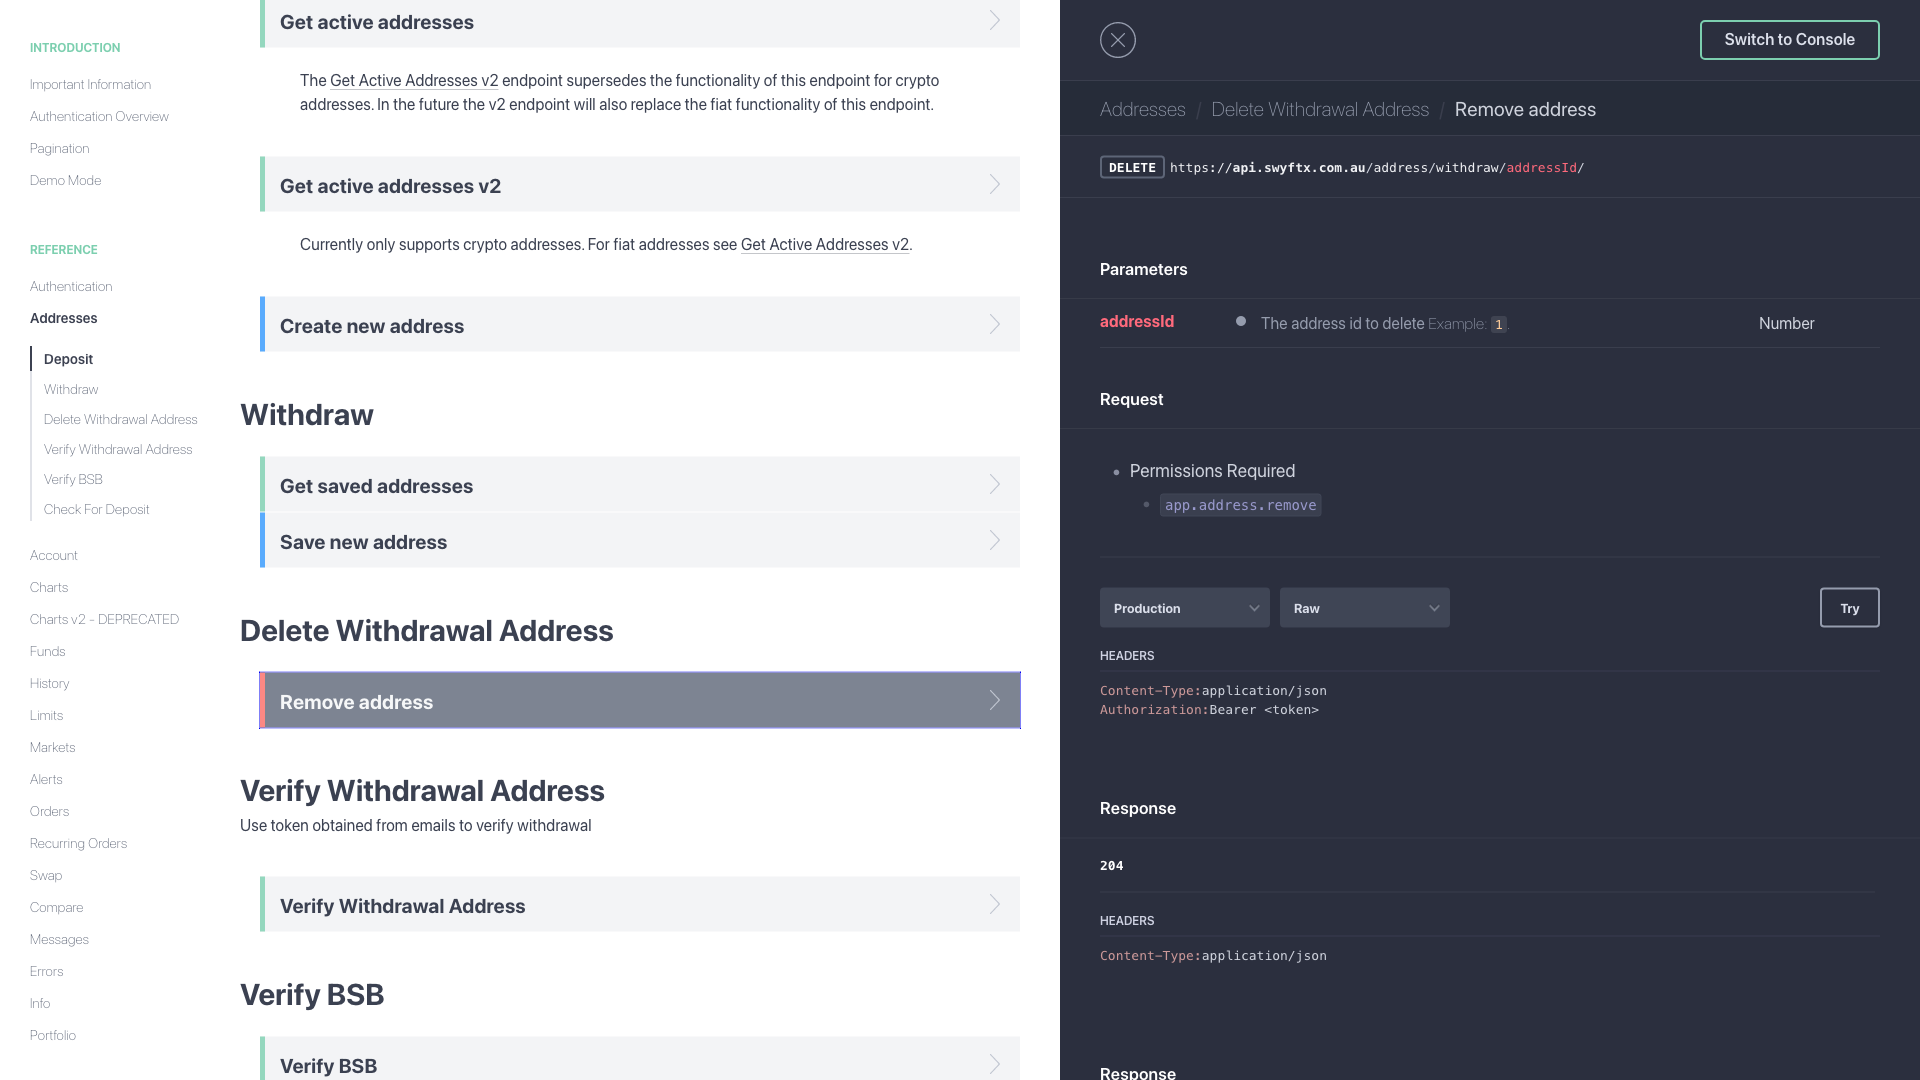 INTRODUCTION
Important Information
Authentication Overview
Pagination
Demo Mode
REFERENCE
Authentication
Addresses
Deposit
Withdraw
Delete Withdrawal Address
Verify Withdrawal Address
Verify BSB
Check For Deposit
Account
Charts
Charts v2 - DEPRECATED
Funds
History
Limits
Markets
Alerts
Orders
Recurring Orders
Swap
Compare
Messages
Errors
Info
Portfolio
Get active addresses
The Get Active Addresses v2 endpoint supersedes the functionality of this endpoint for crypto
addresses. In the future the v2 endpoint will also replace the fiat functionality of this endpoint.
Get active addresses v2
Currently only supports crypto addresses. For fiat addresses see Get Active Addresses v2.
Create new address
Withdraw
Get saved addresses
Save new address
Delete Withdrawal Address
Remove address
Verify Withdrawal Address
Use token obtained from emails to verify withdrawal
Verify Withdrawal Address
Verify BSB
Verify BSB
Switch to Console
Addresses / Delete Withdrawal Address / Remove address
DELETE https://api.swyftx.com.au/address/withdraw/addressId/
Parameters
addressId The address id to delete Example: 1. Number
Request
Permissions Required
app.address.remove
Production Raw Try
HEADERS
Content-Type:application/json
Authorization:Bearer <token>
Response
204
HEADERS
Content-Type:application/json
Response